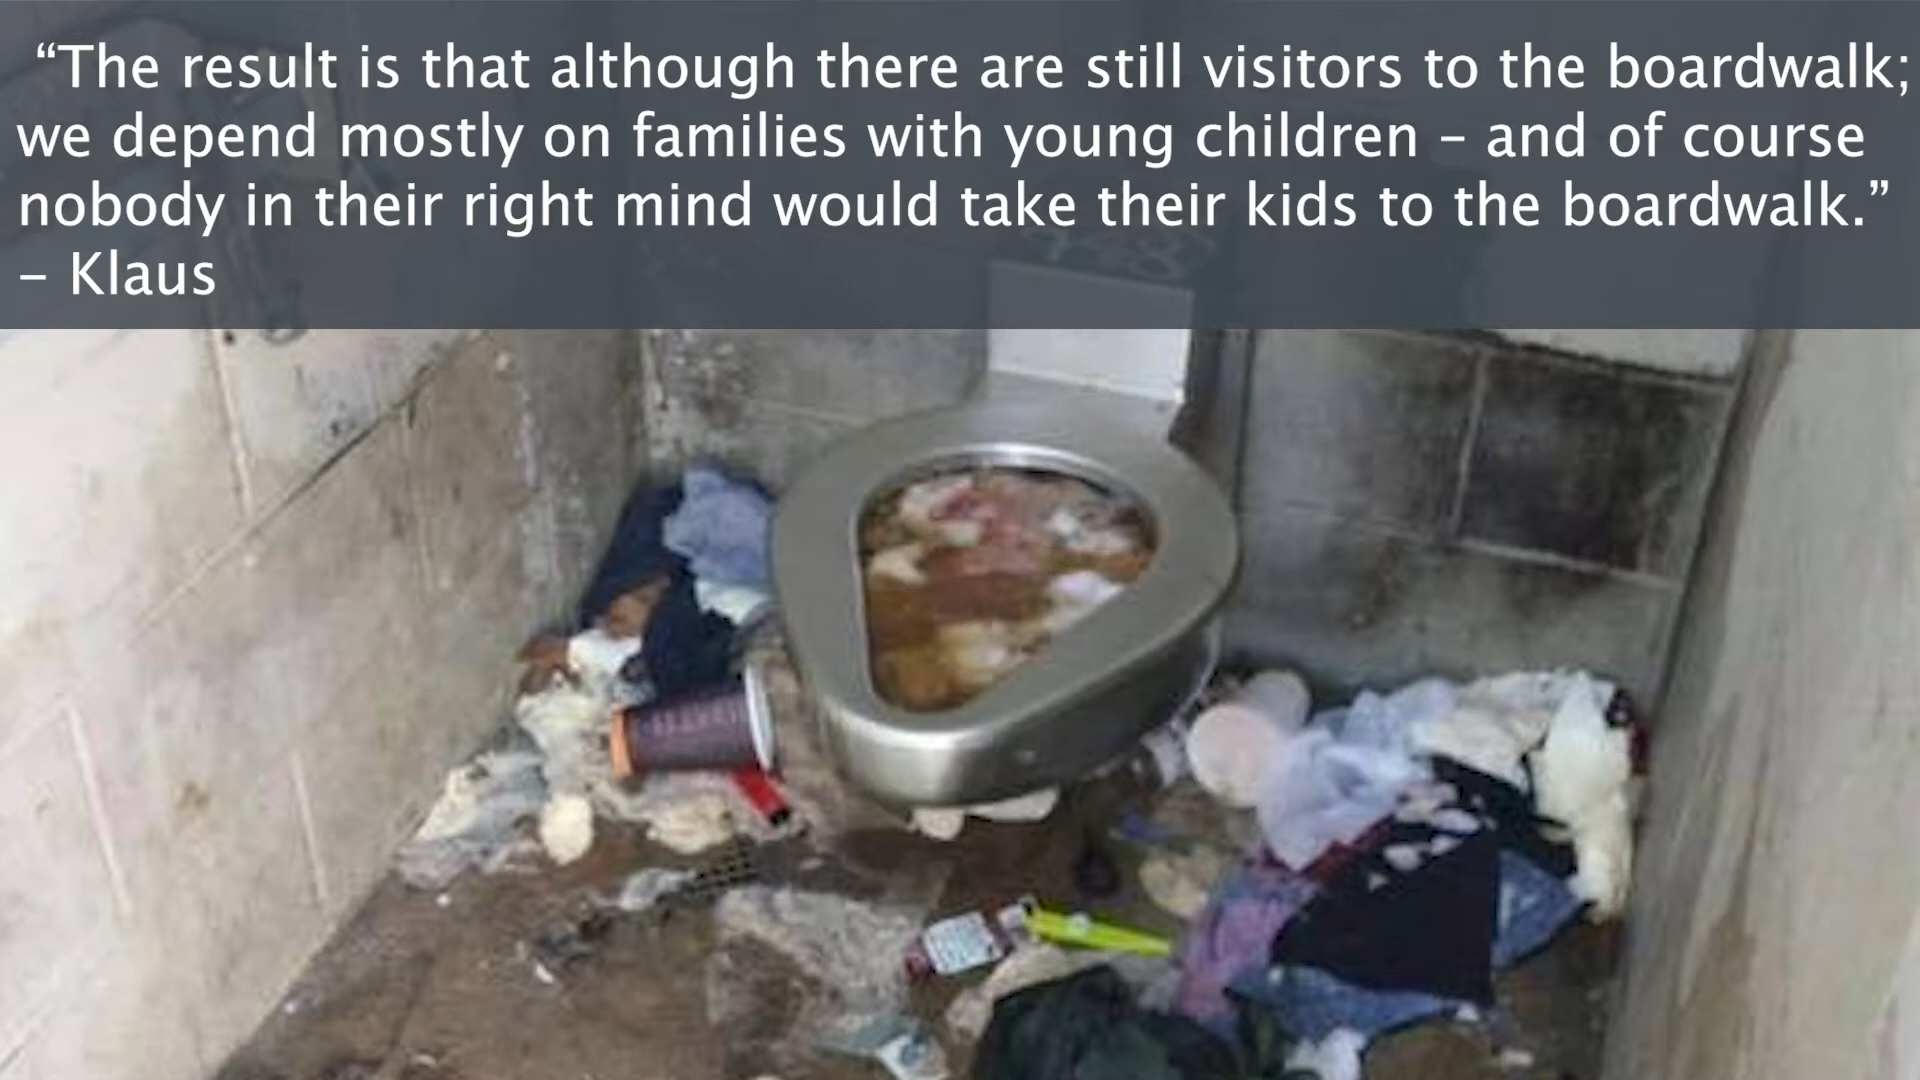 “The result is that although there are still visitors to the boardwalk;
we depend mostly on families with young children – and of course
nobody in their right mind would take their kids to the boardwalk.”
– Klaus